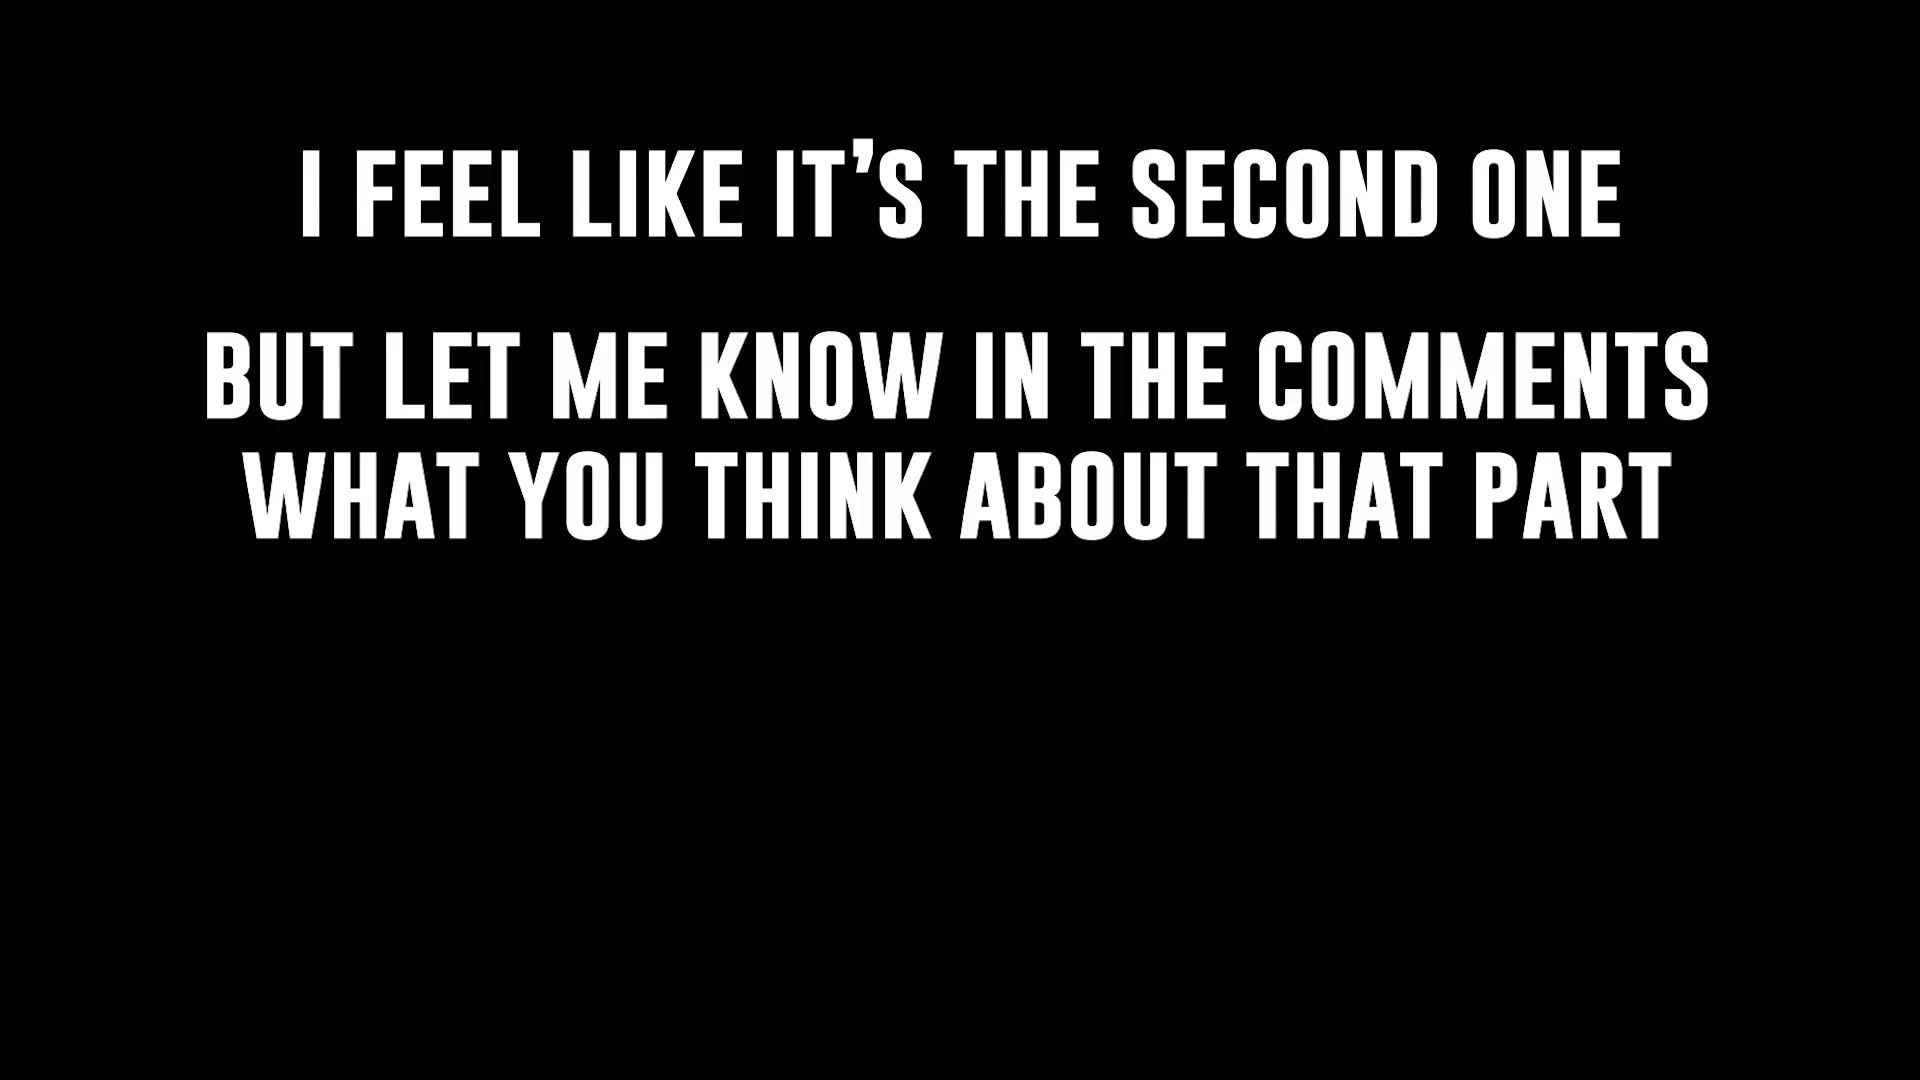 I FEEL LIKE IT'S THE SECOND ONE
BUT LET ME KNOW IN THE COMMENTS
WHAT YOU THINK ABOUT THAT PART